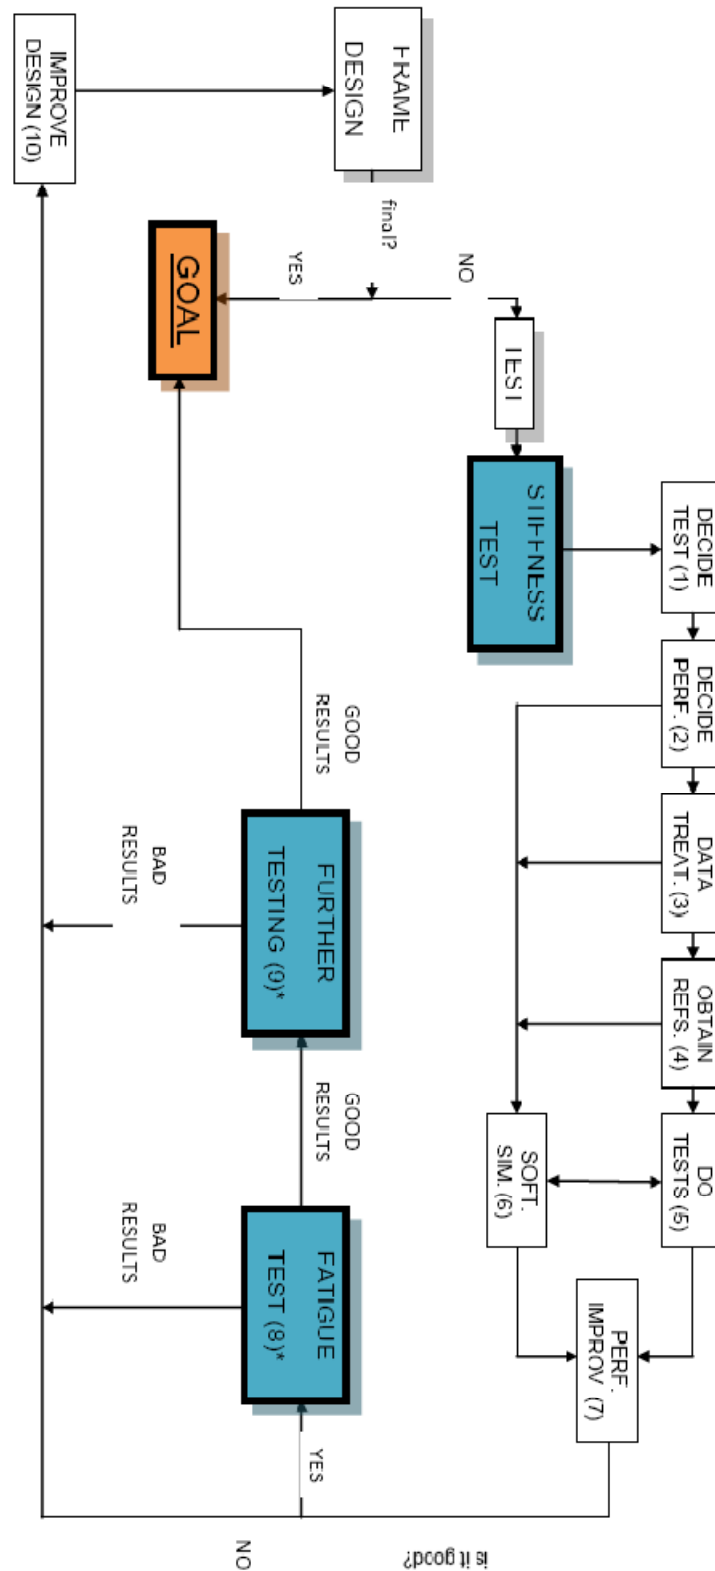 FRAME
DESIGN
final?
NO
YES
TEST
STIFFNESS
TEST
DECIDE
TEST (1)
DECIDE
PERF. (2)
DATA
TREAT. (3)
OBTAIN
REFS. (4)
DO
TESTS (5)
SOFT.
SIM. (6)
PERF.
IMPROV. (7)
is it good?
YES
NO
FATIGUE
TEST (8)*
GOOD
RESULTS
BAD
RESULTS
FURTHER
TESTING (9)*
GOOD
RESULTS
BAD
RESULTS
GOAL
IMPROVE
DESIGN (10)